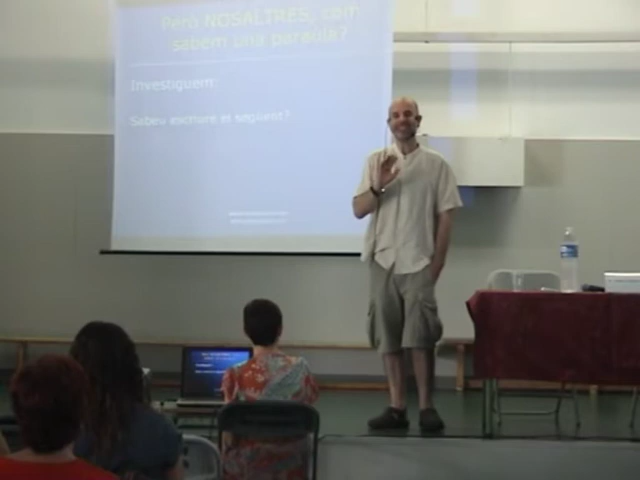 Però NOSALTRES, com
sabem una paraula?
Investiguem:
Sabeu escriure el següent?